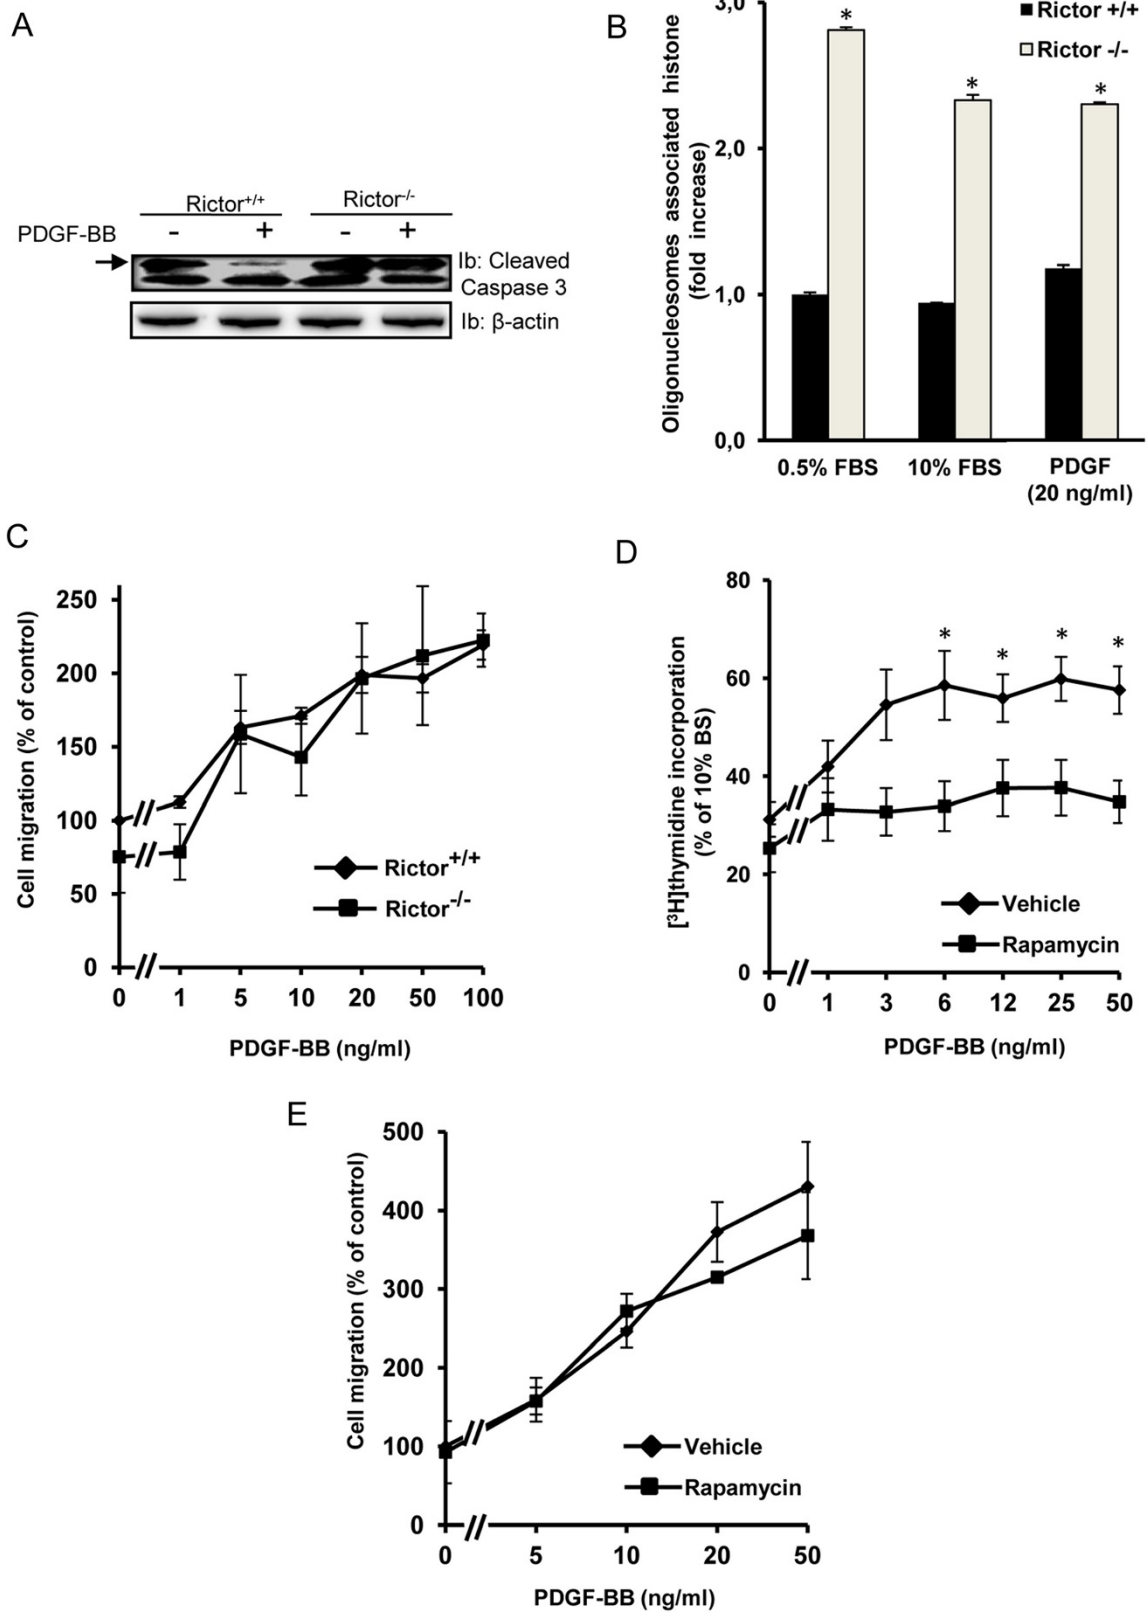 A
Rictor+/+
Rictor-/-
PDGF-BB
- + - +
Ib: Cleaved
Caspase 3
Ib: β-actin
B
Oligonucleosomes associated histone
(fold increase)
3,0
2,0
1,0
0,0
Rictor +/+
Rictor -/-
*
*
*
0.5% FBS
10% FBS
PDGF
(20 ng/ml)
C
Cell migration (% of control)
250
200
150
100
50
0
Rictor+/+
Rictor-/-
0 1 5 10 20 50 100
PDGF-BB (ng/ml)
D
[3H]thymidine incorporation
(% of 10% BS)
80
60
40
20
0
* * * *
Vehicle
Rapamycin
0 1 3 6 12 25 50
PDGF-BB (ng/ml)
E
Cell migration (% of control)
500
400
300
200
100
0
Vehicle
Rapamycin
0 5 10 20 50
PDGF-BB (ng/ml)